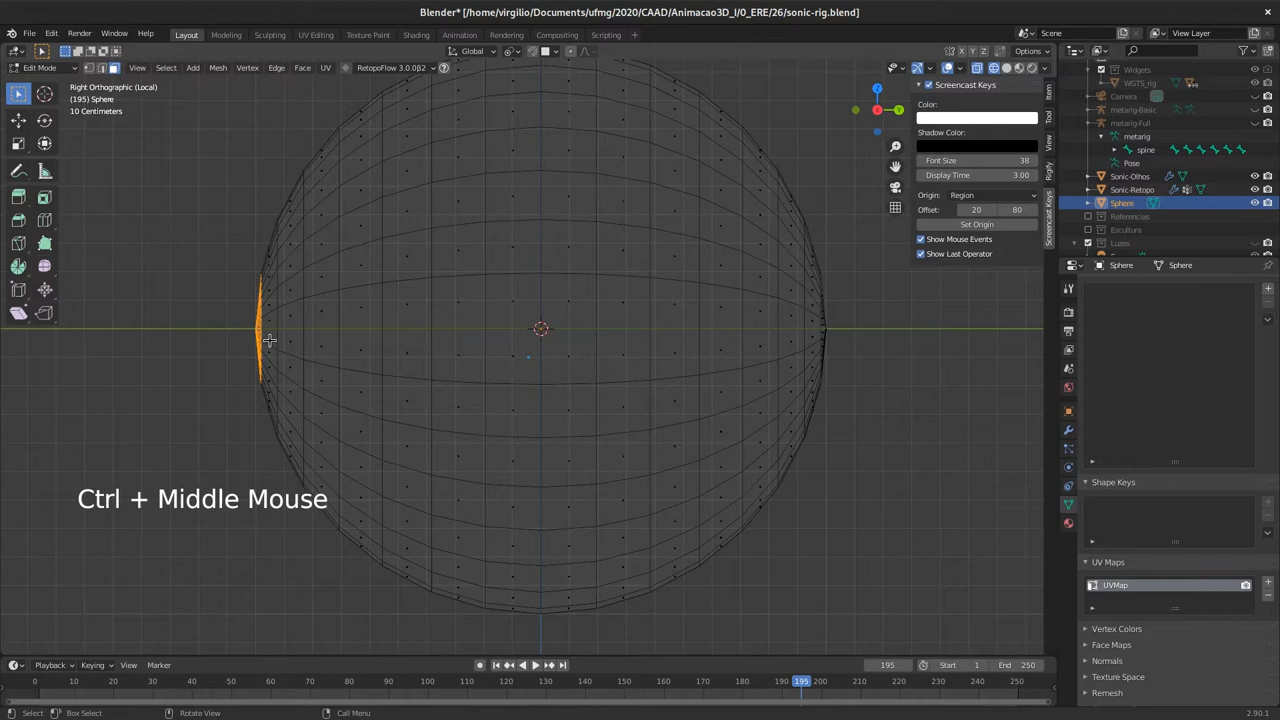 Blender* [/home/virgilio/Documents/ufmg/2020/CAAD/Animacao3D_I/0_ERE/26/sonic-rig.blend]
File Edit Render Window Help Layout Modeling Sculpting UV Editing Texture Paint Shading Animation Rendering Compositing Scripting + Scene View Layer
Global X Y Z Options
Edit Mode View Select Add Mesh Vertex Edge Face UV RetopoFlow 3.0.0β2
Right Orthographic (Local)
(195) Sphere
10 Centimeters
Screencast Keys
Color:
Shadow Color:
Font Size 38
Display Time 3.00
Origin: Region
Offset: 20 80
Set Origin
Show Mouse Events
Show Last Operator
Item
Tool
View
Rigify
Screencast Keys
Z
Y
X
Widgets
WGTS_rig
Camera
metarig-Basic
metarig-Full
metarig
spine
Pose
Sonic-Olhos
Sonic-Retopo
Sphere
Referencias
Escultura
Luzes
Sphere Sphere
Shape Keys
UV Maps
UVMap
Vertex Colors
Face Maps
Normals
Texture Space
Remesh
Ctrl + Middle Mouse
Playback Keying View Marker 195 Start 1 End 250
0 10 20 30 40 50 60 70 80 90 100 110 120 130 140 150 160 170 180 190 195 200 210 220 230 240 250
Select Box Select Rotate View Call Menu 2.90.1